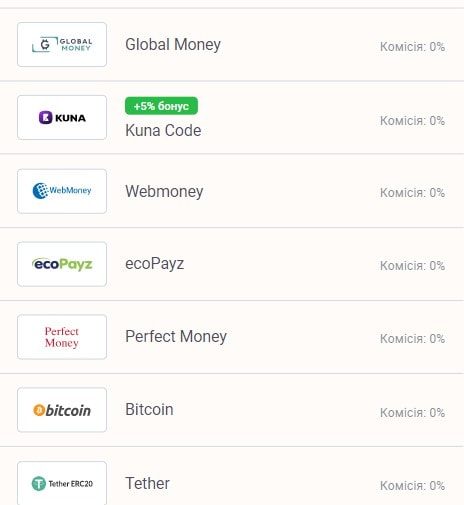 GLOBAL
MONEY
Global Money
Комісія: 0%
KUNA
+5% бонус
Kuna Code
Комісія: 0%
WebMoney
Webmoney
Комісія: 0%
ecoPayz
ecoPayz
Комісія: 0%
Perfect
Money
Perfect Money
Комісія: 0%
bitcoin
Bitcoin
Комісія: 0%
Tether ERC20
Tether
Комісія: 0%